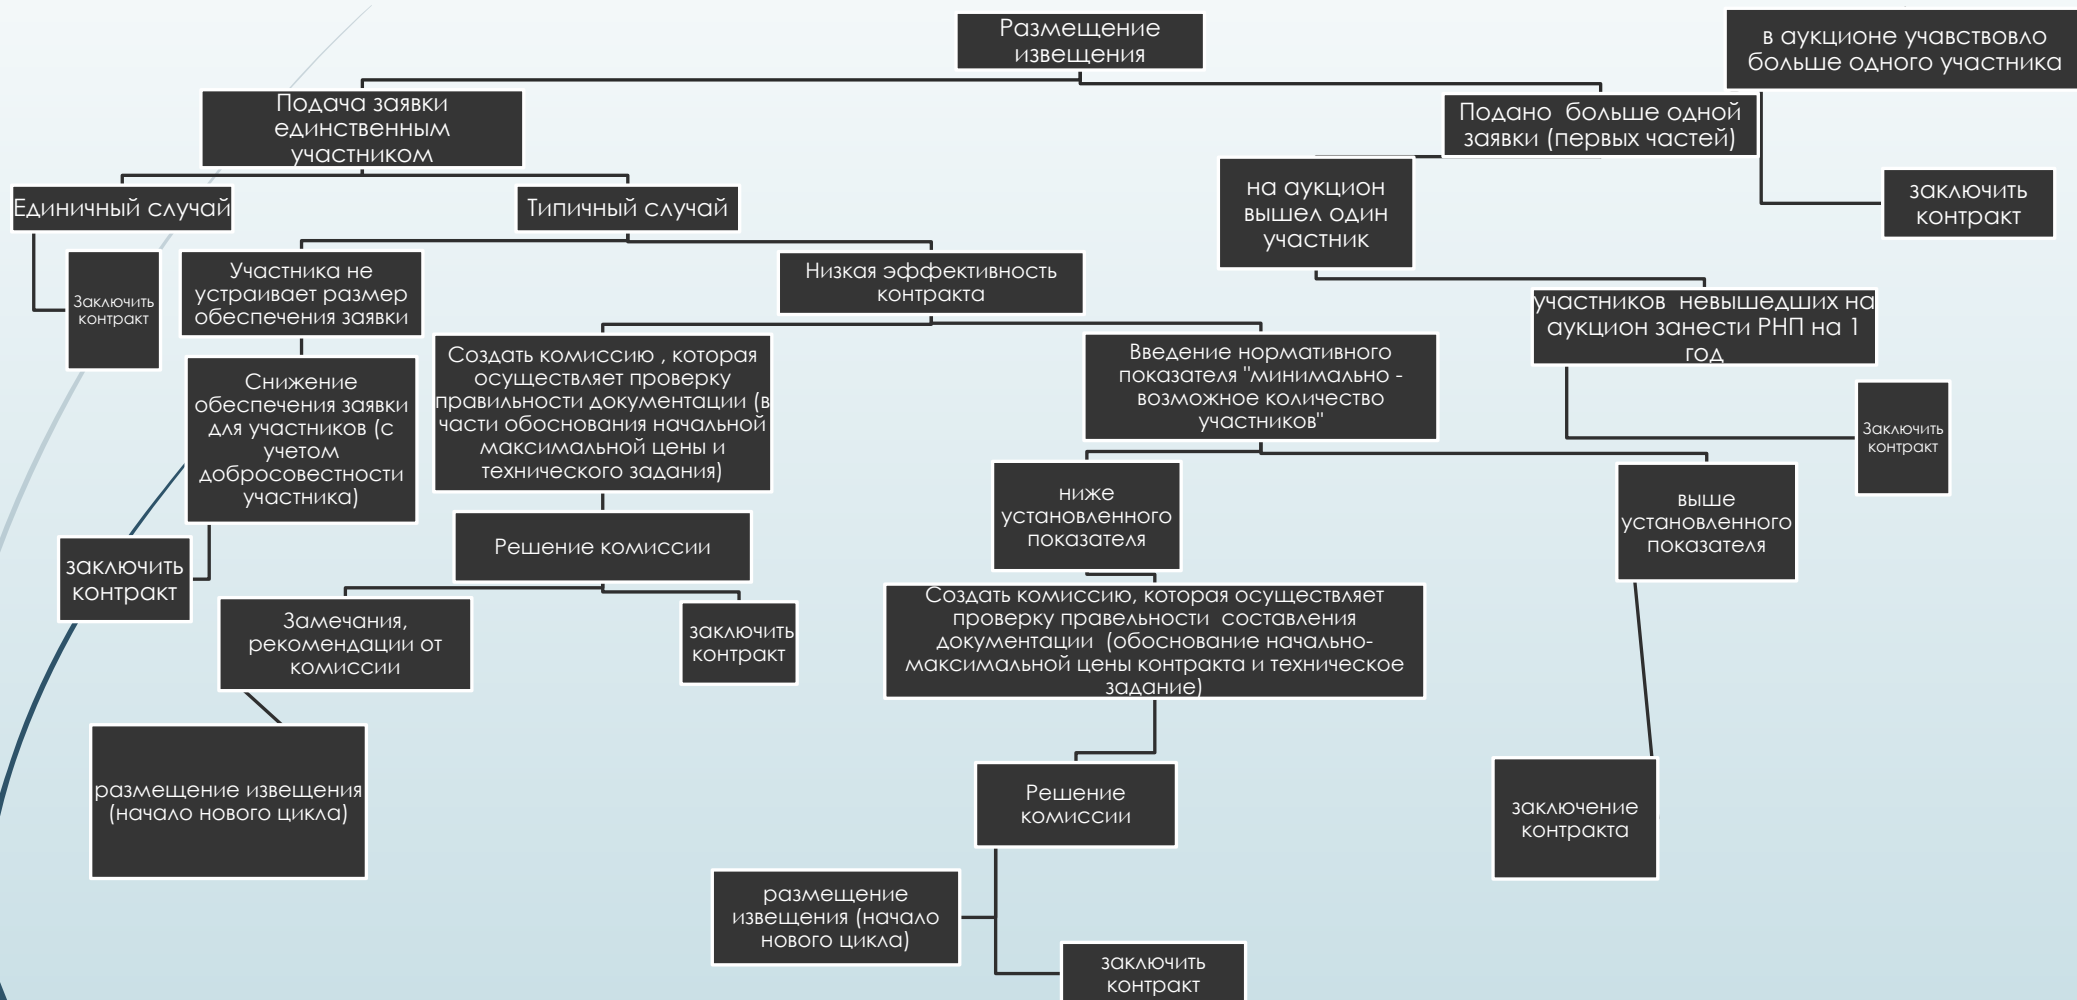 Размещение
извещения
в аукционе учавствовло
больше одного участника
Подача заявки
единственным
участником
Подано больше одной
заявки (первых частей)
Единичный случай
Типичный случай
на аукцион
вышел один
участник
заключить
контракт
Заключить
контракт
Участника не
устраивает размер
обеспечения заявки
Низкая эффективность
контракта
участников невышедших на
аукцион занести РНП на 1
год
Снижение
обеспечения заявки
для участников (с
учетом
добросовестности
участника)
Создать комиссию , которая
осуществляет проверку
правильности документации (в
части обоснования начальной
максимальной цены и
технического задания)
Введение нормативного
показателя "минимально -
возможное количество
участников"
Заключить
контракт
заключить
контракт
Решение комиссии
ниже
установленного
показателя
выше
установленного
показателя
Замечания,
рекомендации от
комиссии
заключить
контракт
Создать комиссию, которая осуществляет
проверку правельности составления
документации (обоснование начально-
максимальной цены контракта и техническое
задание)
размещение извещения
(начало нового цикла)
Решение
комиссии
заключение
контракта
размещение
извещения (начало
нового цикла)
заключить
контракт